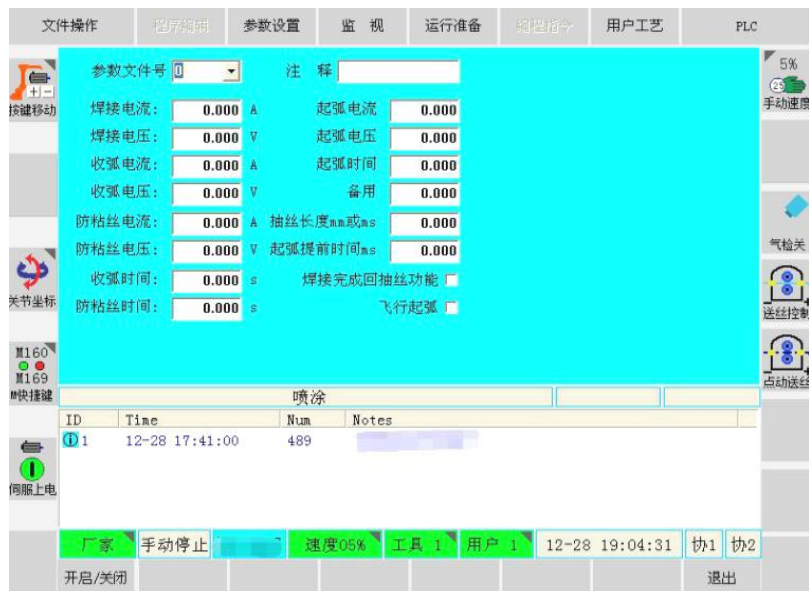 文件操作 程序编辑 参数设置 监 视 运行准备 编程指令 用户工艺 PLC
按键移动
关节坐标
M160
M169
M快捷键
伺服上电
参数文件号 0 注 释
焊接电流: 0.000 A 起弧电流 0.000
焊接电压: 0.000 V 起弧电压 0.000
收弧电流: 0.000 A 起弧时间 0.000
收弧电压: 0.000 V 备用 0.000
防粘丝电流: 0.000 A 抽丝长度mm或ms 0.000
防粘丝电压: 0.000 V 起弧提前时间ms 0.000
收弧时间: 0.000 s 焊接完成回抽丝功能
防粘丝时间: 0.000 s 飞行起弧
5%
25
手动速度
气检关
送丝控制
点动送丝
喷涂
ID Time Num Notes
1 12-28 17:41:00 489
厂家 手动停止 速度05% 工具 1 用户 1 12-28 19:04:31 协1 协2
开启/关闭 退出